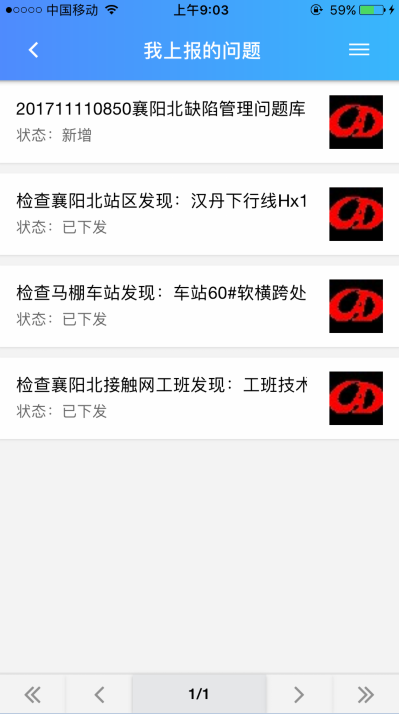 中国移动 上午9:03 59%
我上报的问题
201711110850襄阳北缺陷管理问题库
状态：新增
检查襄阳北站区发现：汉丹下行线Hx1
状态：已下发
检查马棚车站发现：车站60#软横跨处
状态：已下发
检查襄阳北接触网工班发现：工班技术
状态：已下发
1/1